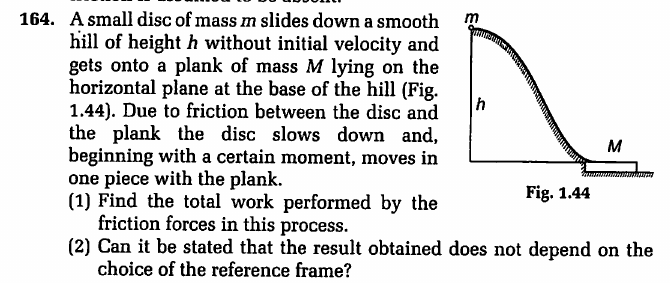 164. A small disc of mass m slides down a smooth
hill of height h without initial velocity and
gets onto a plank of mass M lying on the
horizontal plane at the base of the hill (Fig.
1.44). Due to friction between the disc and
the plank the disc slows down and,
beginning with a certain moment, moves in
one piece with the plank.
(1) Find the total work performed by the
friction forces in this process.
(2) Can it be stated that the result obtained does not depend on the
choice of the reference frame?
m
h
M
Fig. 1.44